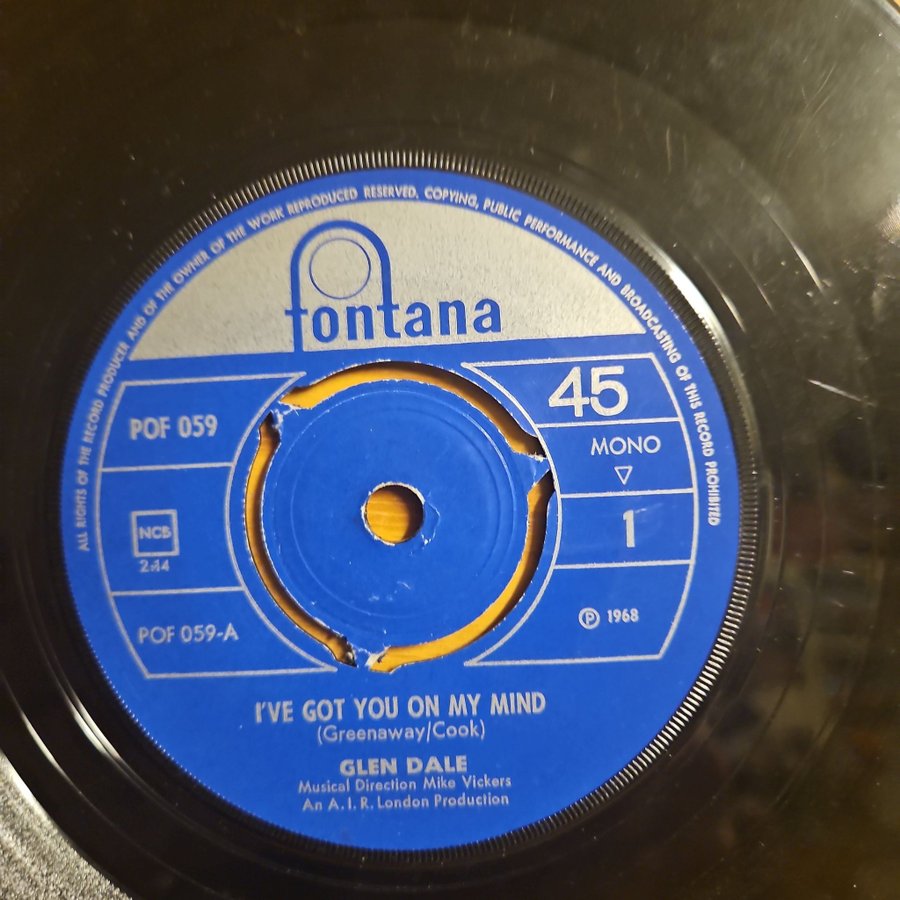 ALL RIGHTS OF THE RECORD PRODUCER AND OF THE OWNER OF THE WORK REPRODUCED RESERVED. COPYING, PUBLIC PERFORMANCE AND BROADCASTING OF THIS RECORD PROHIBITED
fontana
POF 059
NCB
2:14
POF 059-A
45
MONO
1
℗ 1968
I'VE GOT YOU ON MY MIND
(Greenaway/Cook)
GLEN DALE
Musical Direction Mike Vickers
An A.I.R. London Production